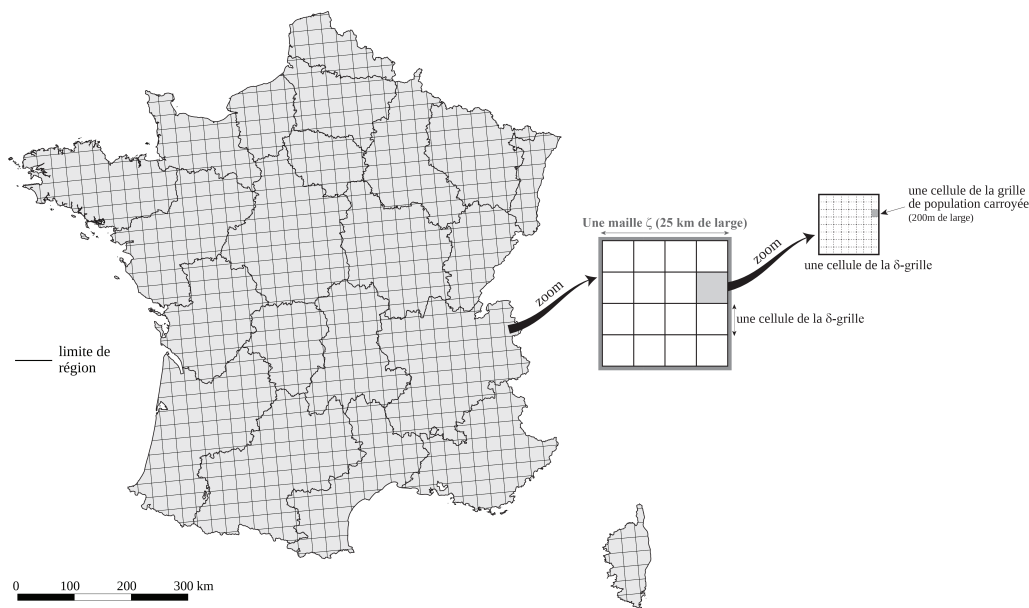 une cellule de la grille
de population carroyée
(200m de large)
Une maille ζ (25 km de large)
zoom
une cellule de la δ-grille
zoom
une cellule de la δ-grille
limite de
région
0 100 200 300 km